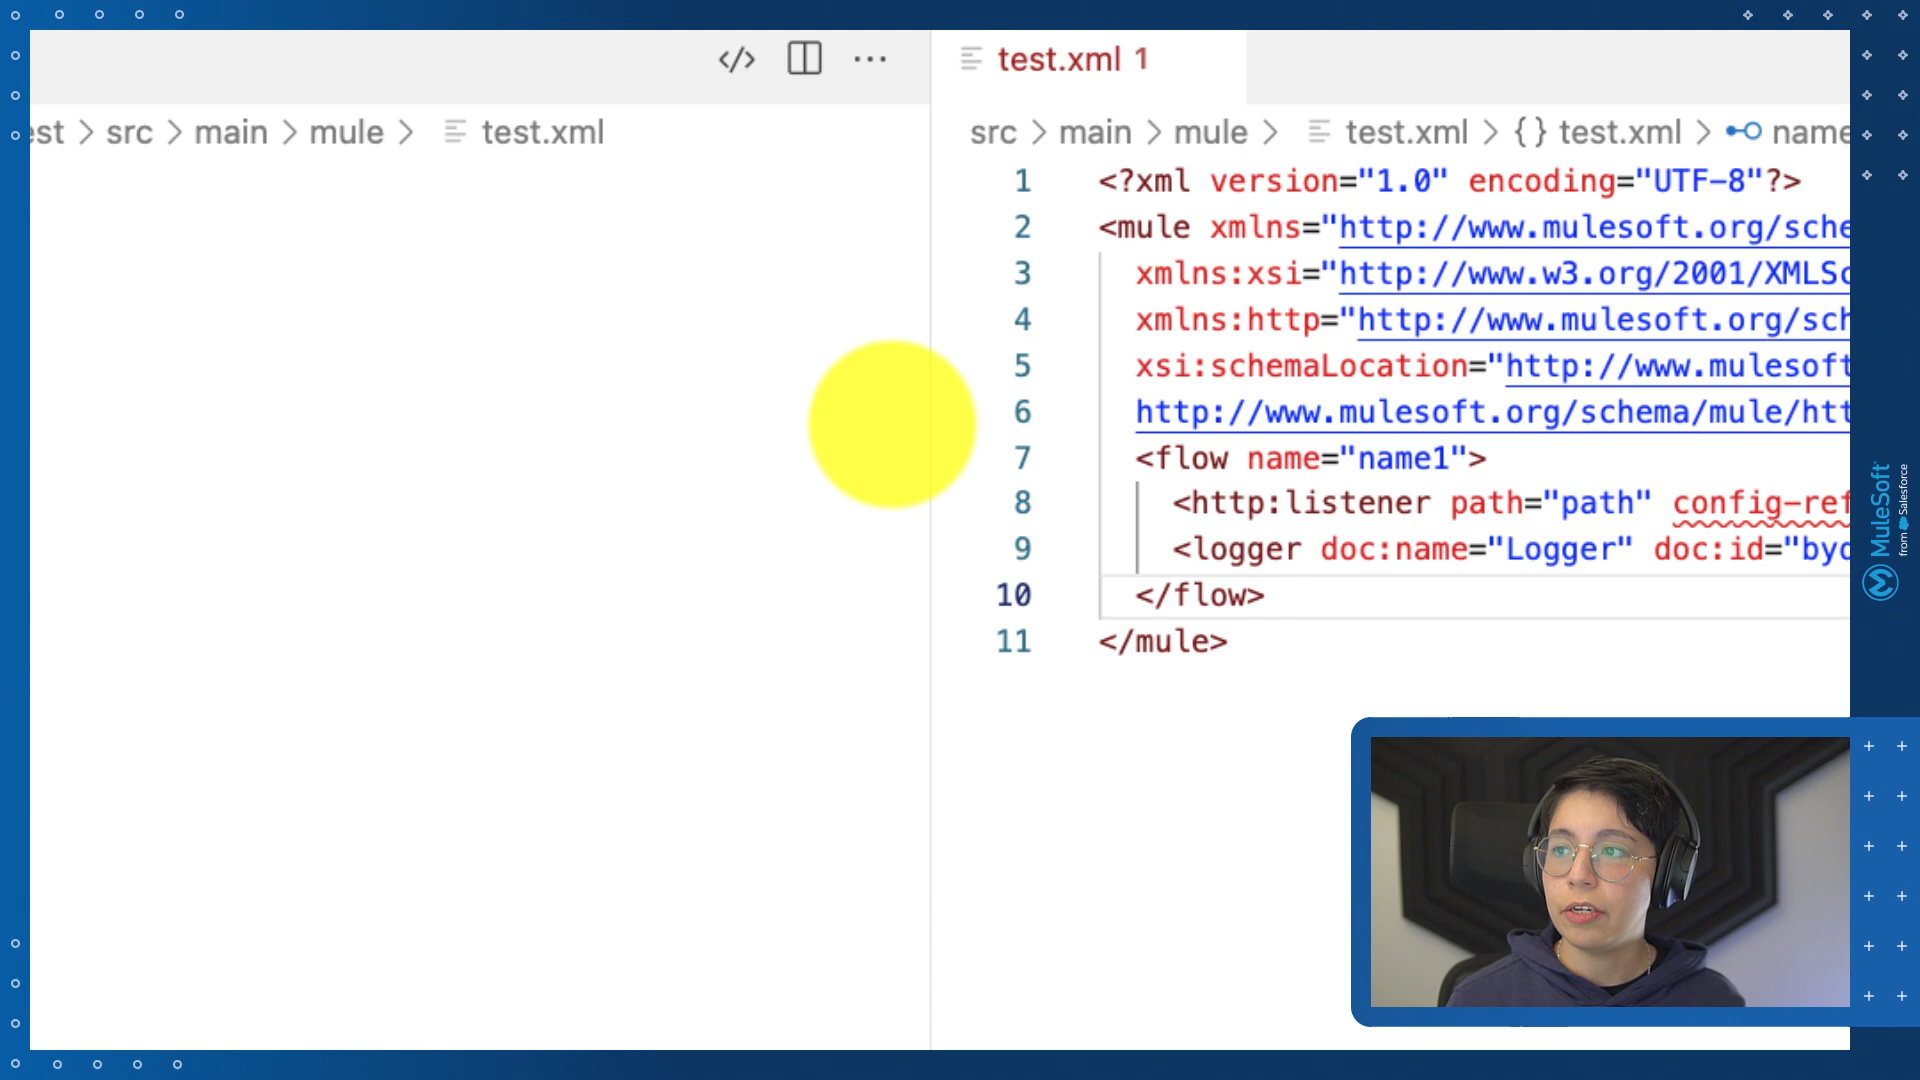 test.xml 1
est > src > main > mule > test.xml
src > main > mule > test.xml > {} test.xml > name
1 <?xml version="1.0" encoding="UTF-8"?>
2 <mule xmlns="http://www.mulesoft.org/sche
3 xmlns:xsi="http://www.w3.org/2001/XMLSc
4 xmlns:http="http://www.mulesoft.org/sch
5 xsi:schemaLocation="http://www.mulesoft
6 http://www.mulesoft.org/schema/mule/htt
7 <flow name="name1">
8 <http:listener path="path" config-ref
9 <logger doc:name="Logger" doc:id="byd
10 </flow>
11 </mule>
MuleSoft
from Salesforce